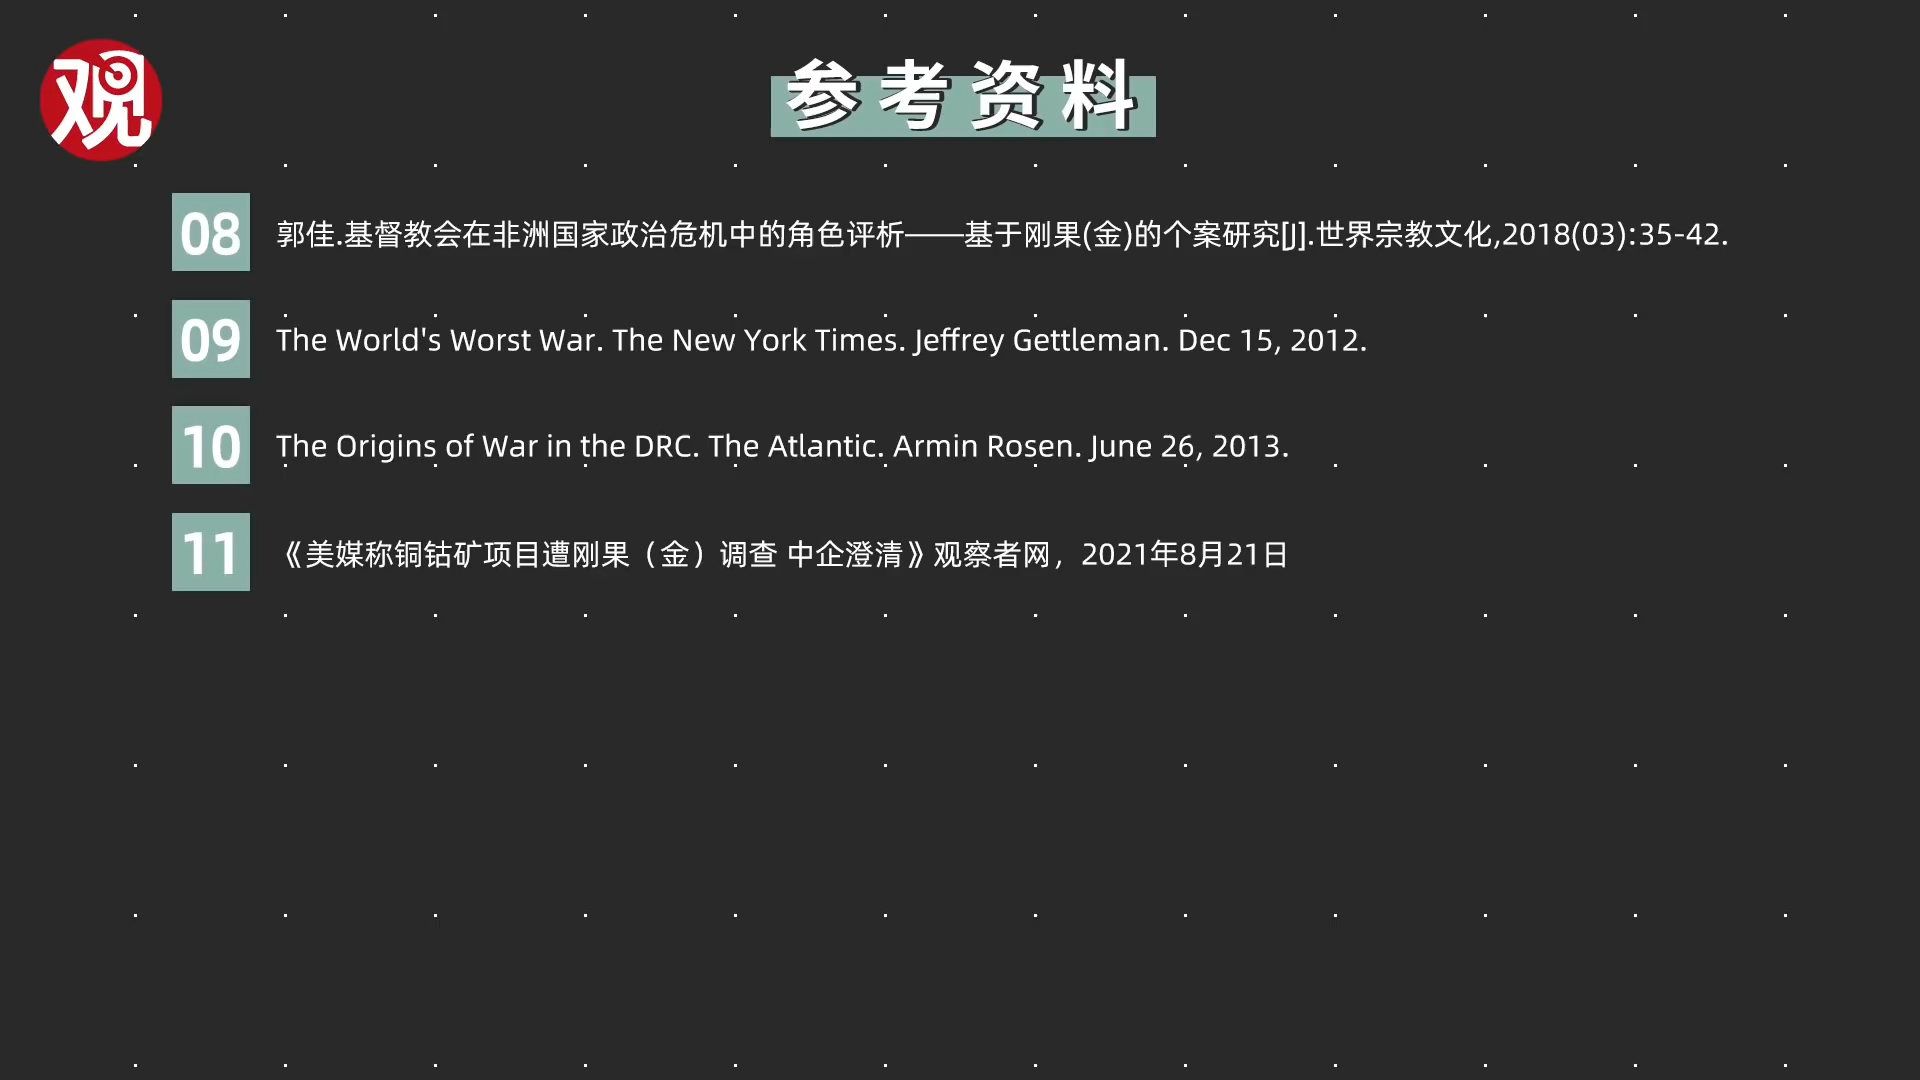 观
参考资料
08 郭佳.基督教会在非洲国家政治危机中的角色评析——基于刚果(金)的个案研究[J].世界宗教文化,2018(03):35-42.
09 The World's Worst War. The New York Times. Jeffrey Gettleman. Dec 15, 2012.
10 The Origins of War in the DRC. The Atlantic. Armin Rosen. June 26, 2013.
11 《美媒称铜钴矿项目遭刚果（金）调查 中企澄清》观察者网，2021年8月21日